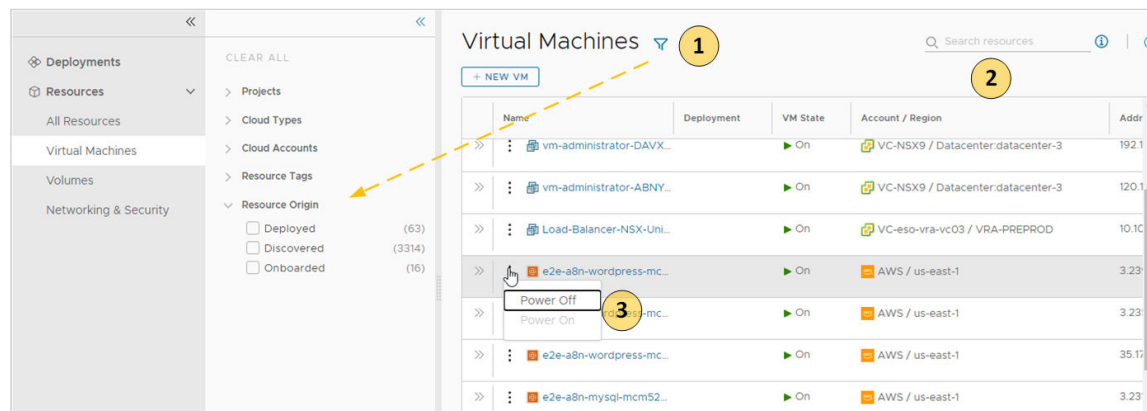 Deployments
Resources
All Resources
Virtual Machines
Volumes
Networking & Security
CLEAR ALL
Projects
Cloud Types
Cloud Accounts
Resource Tags
Resource Origin
Deployed (63)
Discovered (3314)
Onboarded (16)
Virtual Machines
1
Search resources
2
+ NEW VM
Name Deployment VM State Account / Region Addr
vm-administrator-DAVX... On VC-NSX9 / Datacenter:datacenter-3 192.1
vm-administrator-ABNY... On VC-NSX9 / Datacenter:datacenter-3 120.1
Load-Balancer-NSX-Uni... On VC-eso-vra-vc03 / VRA-PREPROD 10.10
e2e-a8n-wordpress-mc... On AWS / us-east-1 3.23
Power Off
3
Power On
On AWS / us-east-1 3.23
e2e-a8n-wordpress-mc... On AWS / us-east-1 35.17
e2e-a8n-mysql-mcm52... On AWS / us-east-1 3.23